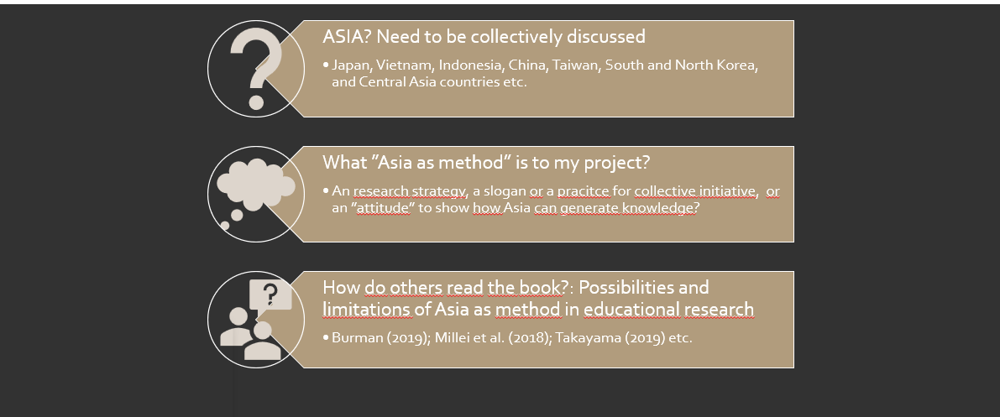 ASIA? Need to be collectively discussed
• Japan, Vietnam, Indonesia, China, Taiwan, South and North Korea,
and Central Asia countries etc.
What ”Asia as method” is to my project?
• An research strategy, a slogan or a pracitce for collective initiative, or
an ”attitude” to show how Asia can generate knowledge?
?
How do others read the book?: Possibilities and
limitations of Asia as method in educational research
• Burman (2019); Millei et al. (2018); Takayama (2019) etc.